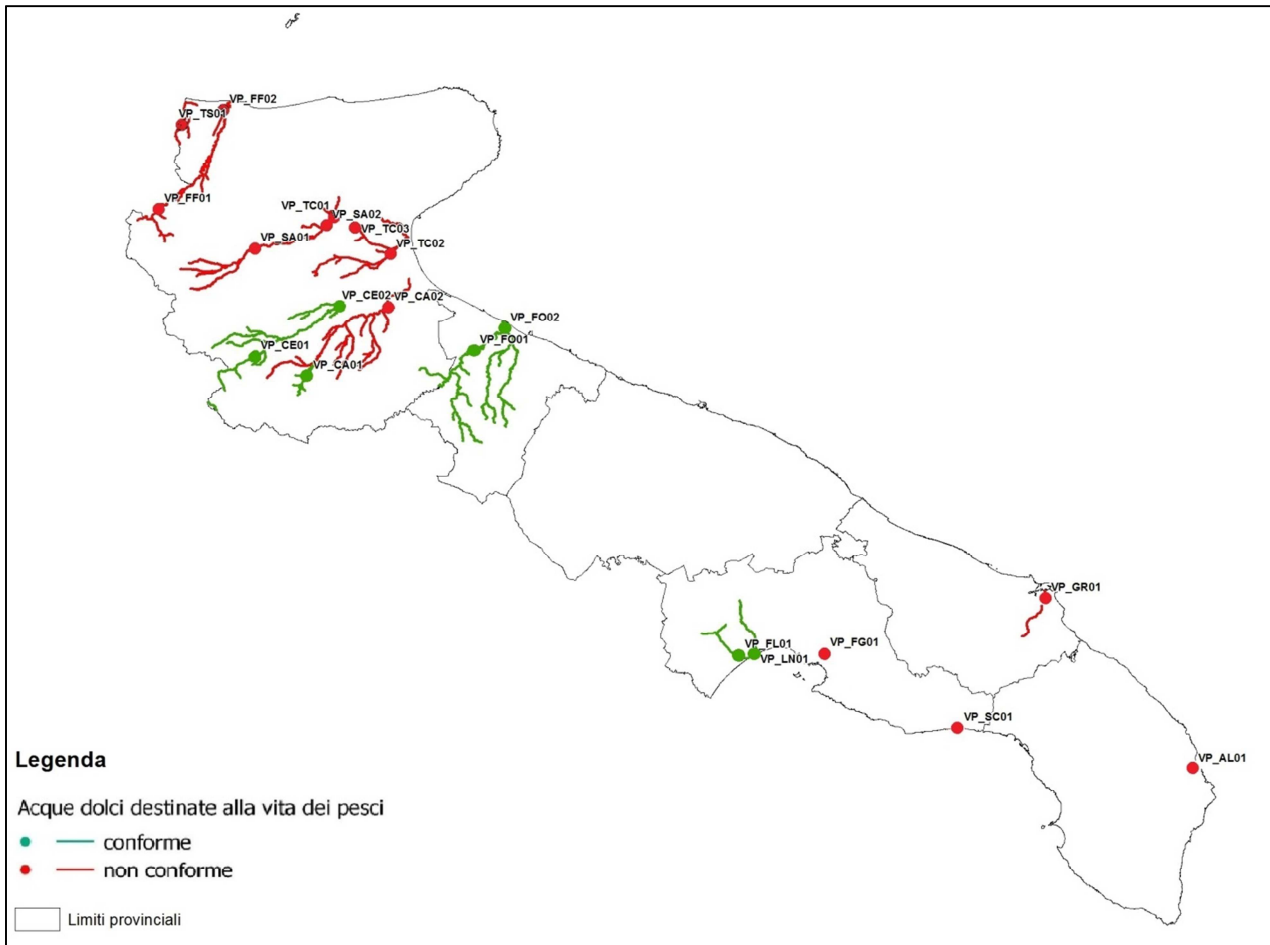 VP_FF02
VP_TS01
VP_FF01
VP_TC01
VP_SA02
VP_TC03
VP_SA01
VP_TC02
VP_CE02
VP_CA02
VP_FO02
VP_FO01
VP_CE01
VP_CA01
VP_GR01
VP_FL01
VP_FG01
VP_LN01
VP_SC01
VP_AL01
Legenda
Acque dolci destinate alla vita dei pesci
conforme
non conforme
Limiti provinciali